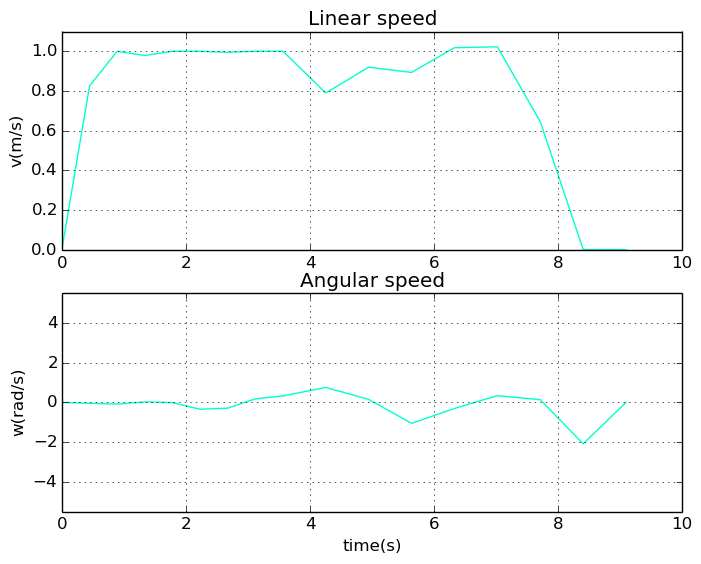 Linear speed
v(m/s)
1.0
0.8
0.6
0.4
0.2
0.0
0 2 4 6 8 10
Angular speed
w(rad/s)
4
2
0
−2
−4
0 2 4 6 8 10
time(s)